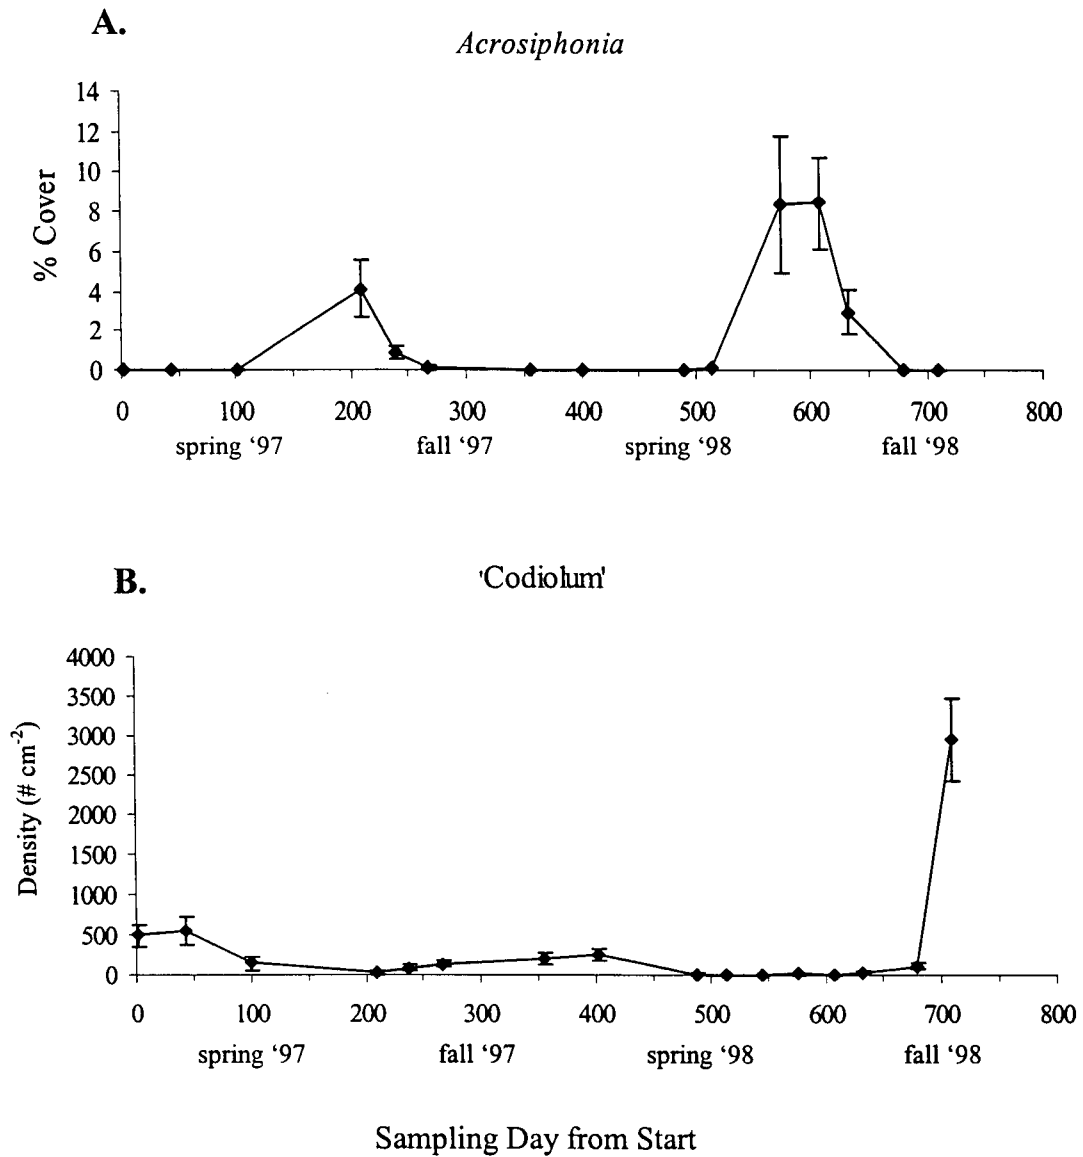 A.
Acrosiphonia
14
12
10
8
6
4
2
0
% Cover
0 100 200 300 400 500 600 700 800
spring ‘97 fall ‘97 spring ‘98 fall ‘98
B.
'Codiolum'
4000
3500
3000
2500
2000
1500
1000
500
0
Density (# cm-2)
0 100 200 300 400 500 600 700 800
spring ‘97 fall ‘97 spring ‘98 fall ‘98
Sampling Day from Start